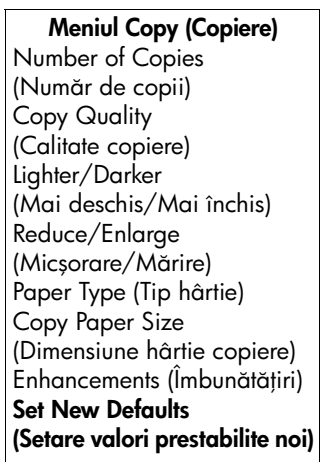 Meniul Copy (Copiere)
Number of Copies
(Număr de copii)
Copy Quality
(Calitate copiere)
Lighter/Darker
(Mai deschis/Mai închis)
Reduce/Enlarge
(Micşorare/Mărire)
Paper Type (Tip hârtie)
Copy Paper Size
(Dimensiune hârtie copiere)
Enhancements (Îmbunătăţiri)
Set New Defaults
(Setare valori prestabilite noi)